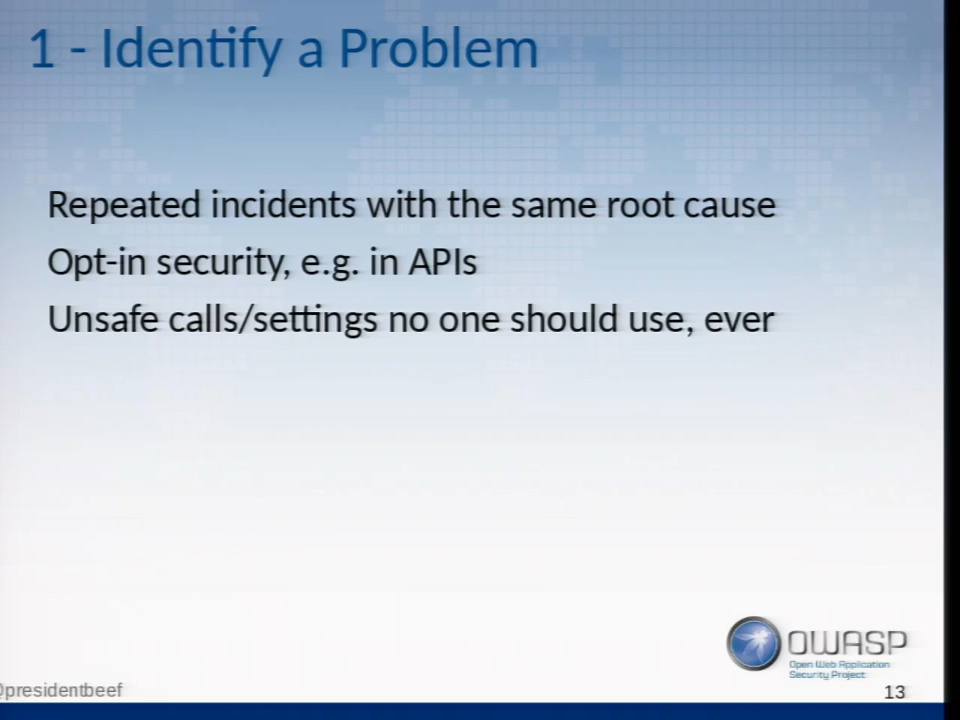 1 - Identify a Problem
Repeated incidents with the same root cause
Opt-in security, e.g. in APIs
Unsafe calls/settings no one should use, ever
OWASP
Open Web Application
Security Project
@presidentbeef
13